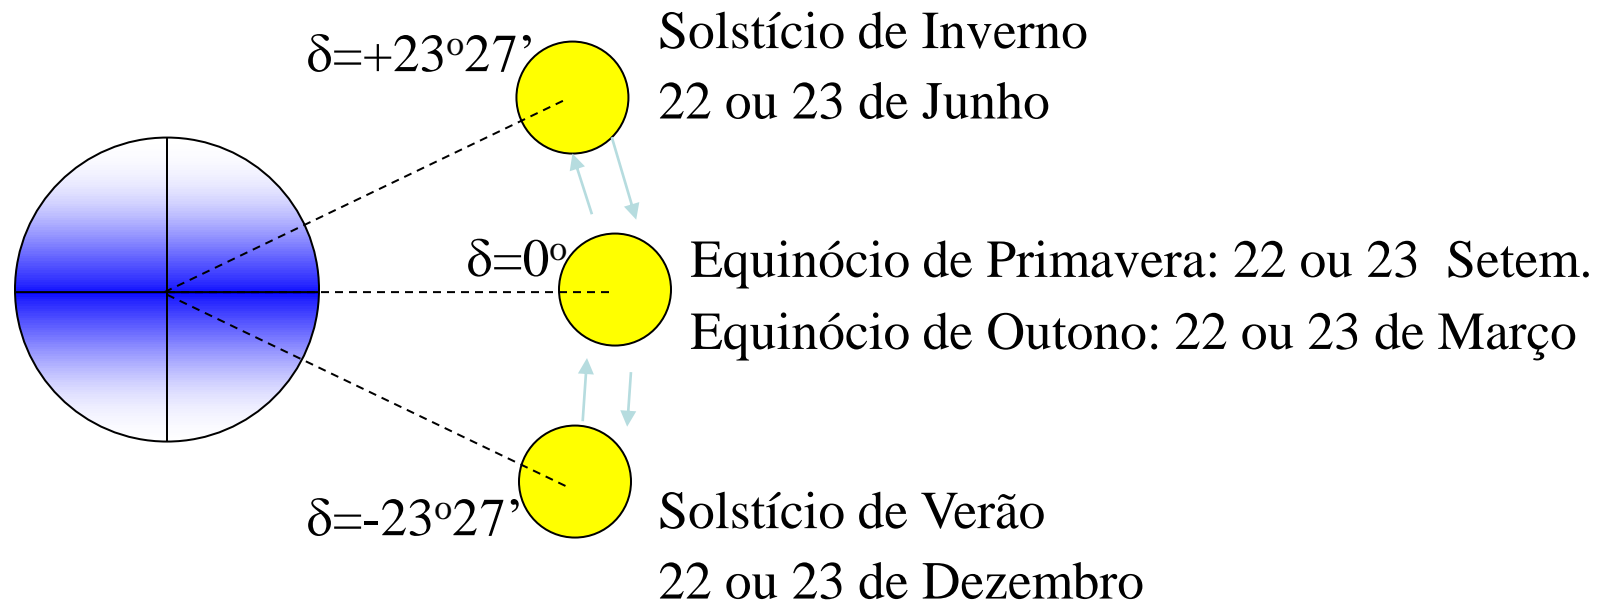 δ=+23º27’
Solstício de Inverno
22 ou 23 de Junho
δ=0º
Equinócio de Primavera: 22 ou 23  Setem.
Equinócio de Outono: 22 ou 23 de Março
δ=-23º27’
Solstício de Verão
22 ou 23 de Dezembro